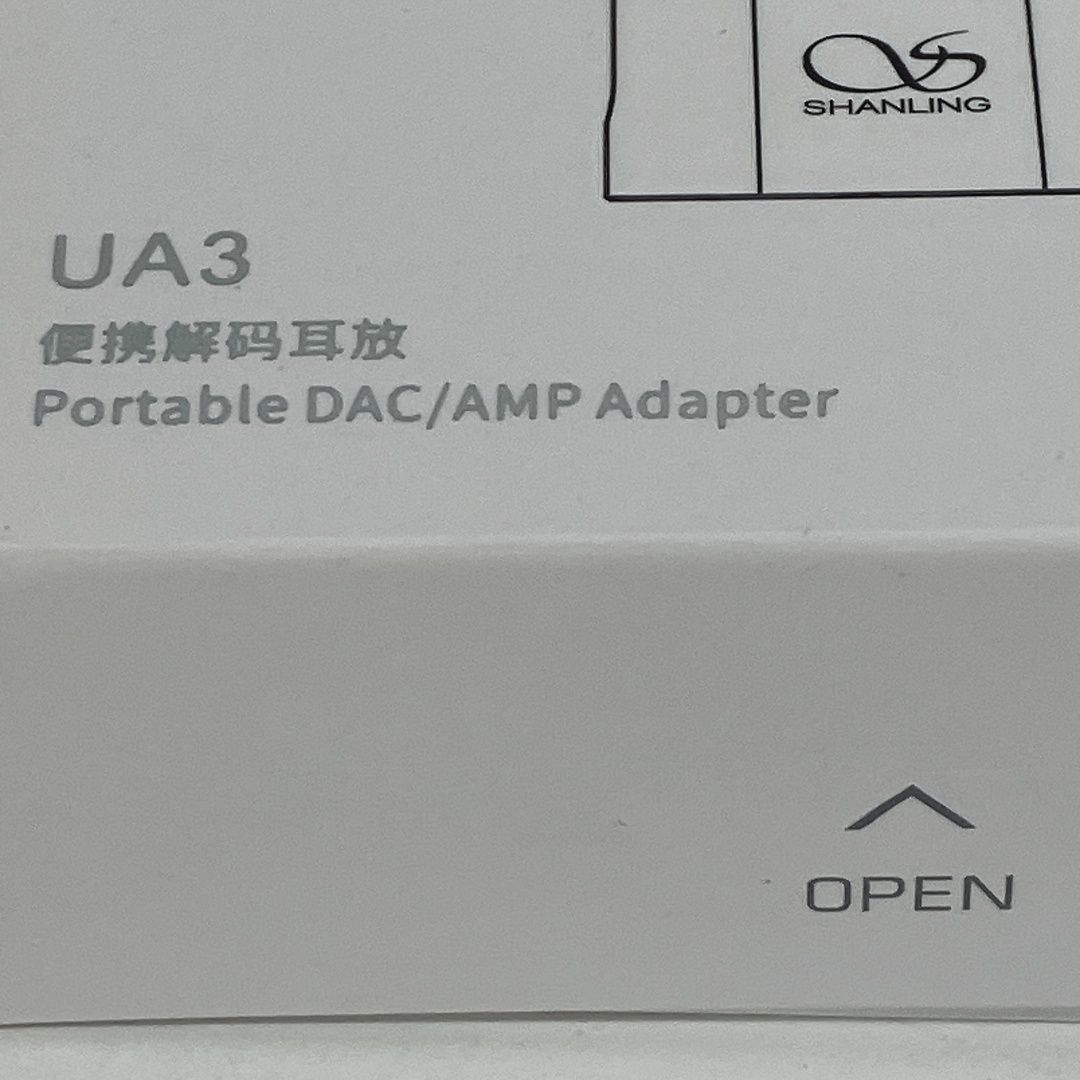 SHANLING
UA3
便携解码耳放
Portable DAC/AMP Adapter
OPEN